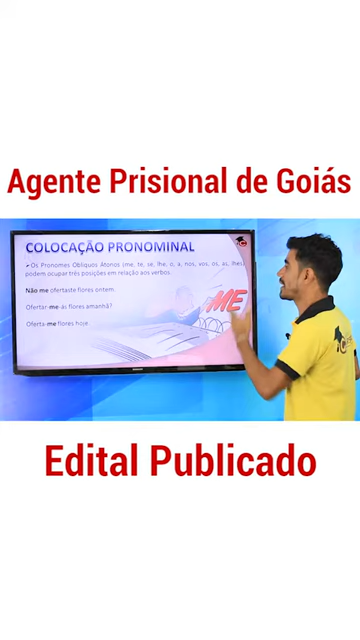 Agente Prisional de Goiás
COLOCAÇÃO PRONOMINAL
➢Os Pronomes Oblíquos Átonos (me, te, se, lhe, o, a, nos, vos, os, as, lhes)
podem ocupar três posições em relação aos verbos.
Não me ofertaste flores ontem.
ME
Ofertar-me-ás flores amanhã?
Oferta-me flores hoje.
Edital Publicado